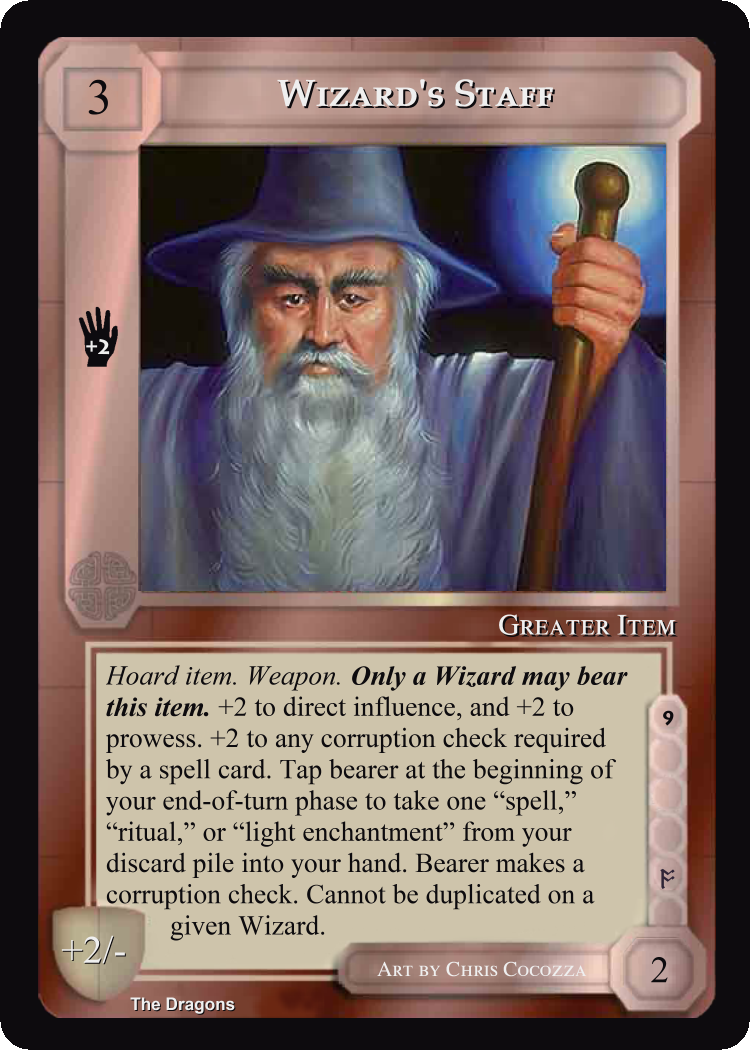 3
Wizard's Staff
+2
Greater Item
Hoard item. Weapon. Only a Wizard may bear
this item. +2 to direct influence, and +2 to
prowess. +2 to any corruption check required
by a spell card. Tap bearer at the beginning of
your end-of-turn phase to take one “spell,”
“ritual,” or “light enchantment” from your
discard pile into your hand. Bearer makes a
corruption check. Cannot be duplicated on a
given Wizard.
9
ᚩ
+2/-
Art by Chris Cocozza
2
The Dragons